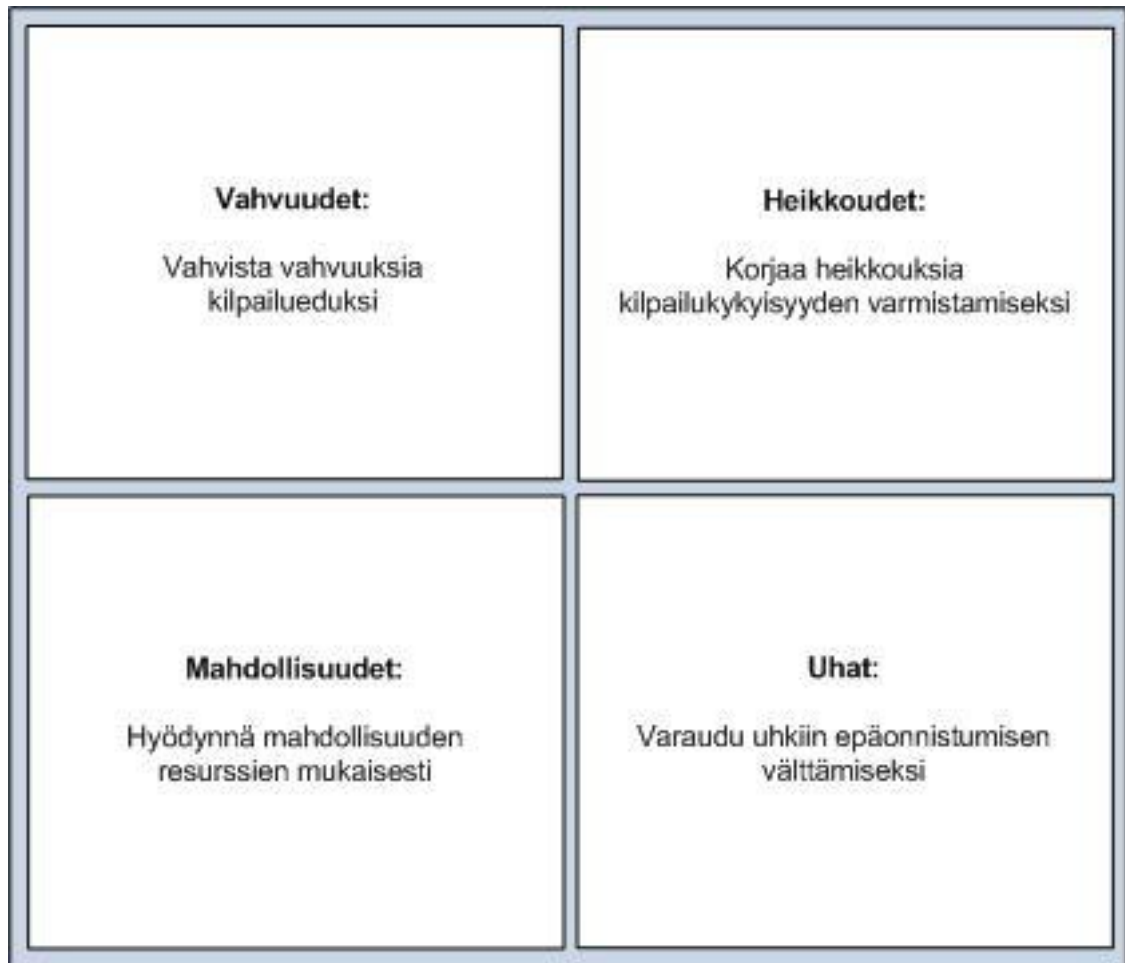 Vahvuudet:
Vahvista vahvuuksia
kilpailueduksi
Heikkoudet:
Korjaa heikkouksia
kilpailukykyisyyden varmistamiseksi
Mahdollisuudet:
Hyödynnä mahdollisuuden
resurssien mukaisesti
Uhat:
Varaudu uhkiin epäonnistumisen
välttämiseksi